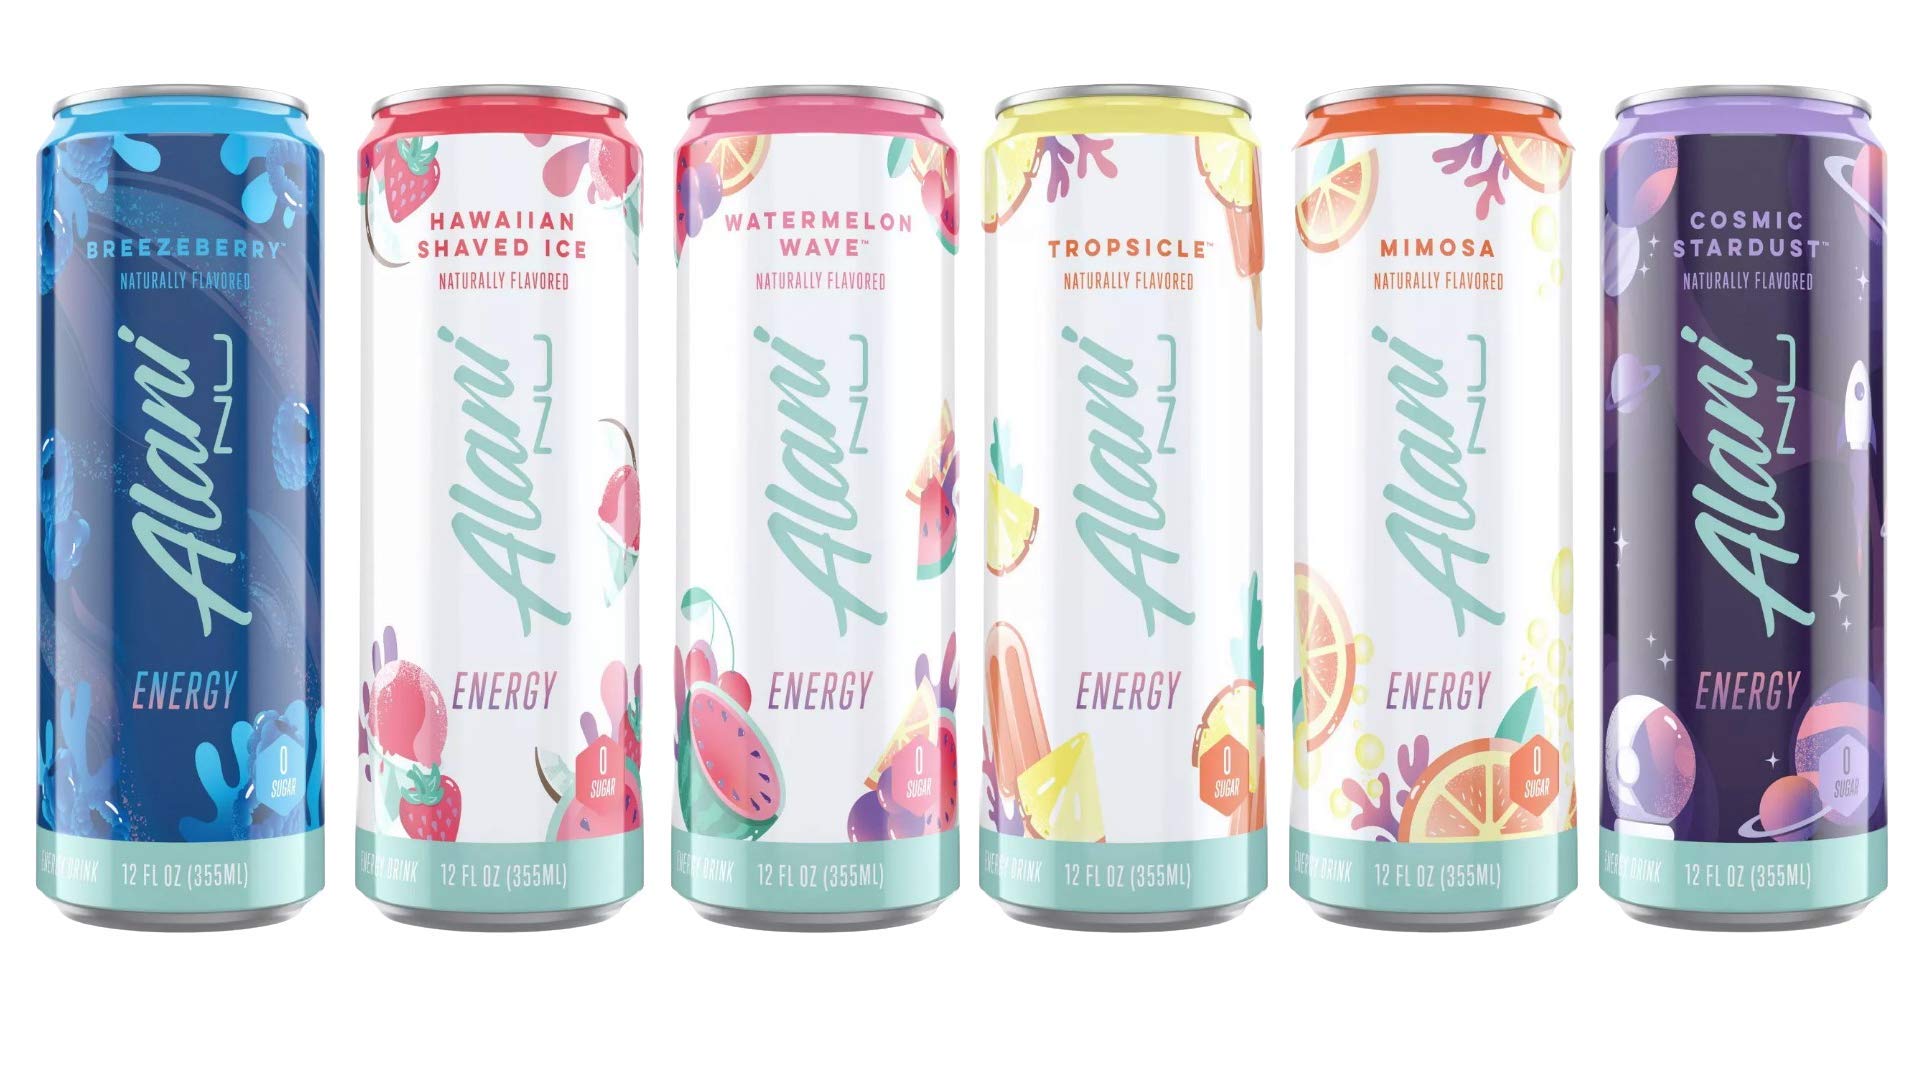 BREEZEBERRY™
NATURALLY FLAVORED
Alani
NU
ENERGY
0
SUGAR
ENERGY DRINK
12 FL OZ (355ML)
HAWAIIAN
SHAVED ICE
NATURALLY FLAVORED
Alani
NU
ENERGY
0
SUGAR
ENERGY DRINK
12 FL OZ (355ML)
WATERMELON
WAVE™
NATURALLY FLAVORED
Alani
NU
ENERGY
0
SUGAR
ENERGY DRINK
12 FL OZ (355ML)
TROPSICLE™
NATURALLY FLAVORED
Alani
NU
ENERGY
0
SUGAR
ENERGY DRINK
12 FL OZ (355ML)
MIMOSA
NATURALLY FLAVORED
Alani
NU
ENERGY
0
SUGAR
ENERGY DRINK
12 FL OZ (355ML)
COSMIC
STARDUST™
NATURALLY FLAVORED
Alani
NU
ENERGY
0
SUGAR
ENERGY DRINK
12 FL OZ (355ML)